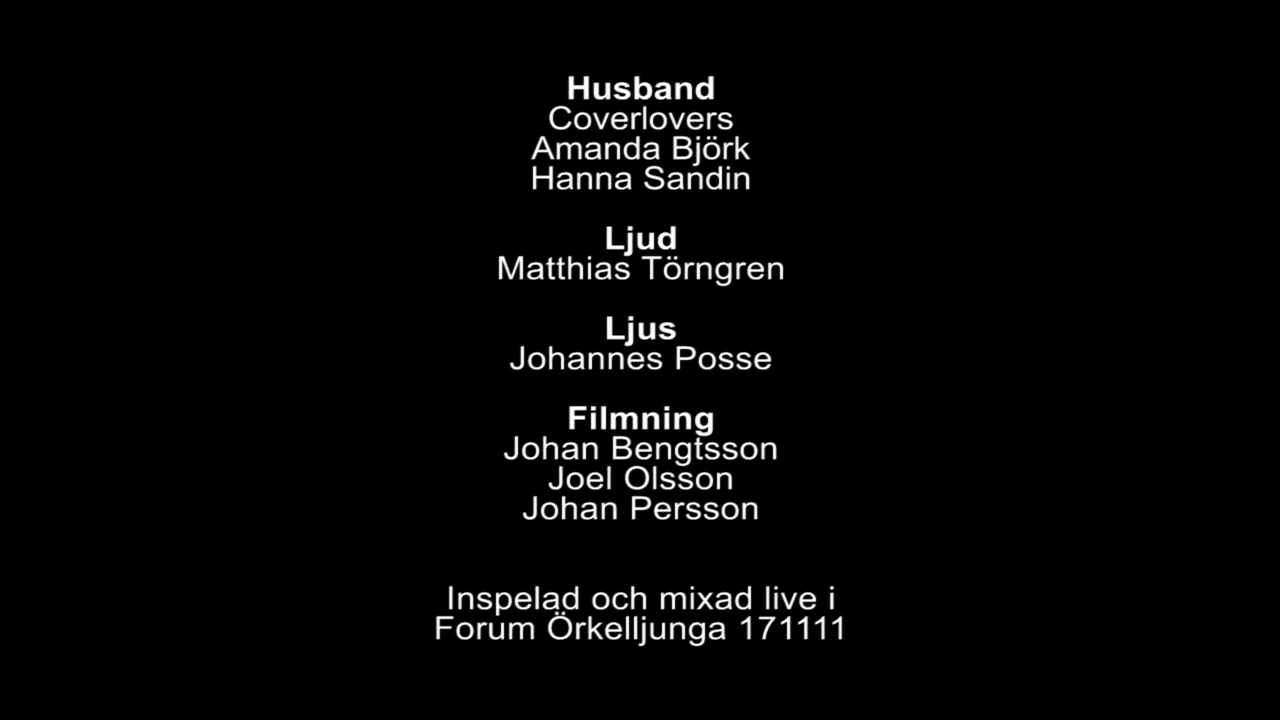 Husband
Coverlovers
Amanda Björk
Hanna Sandin
Ljud
Matthias Törngren
Ljus
Johannes Posse
Filmning
Johan Bengtsson
Joel Olsson
Johan Persson
Inspelad och mixad live i
Forum Örkelljunga 171111